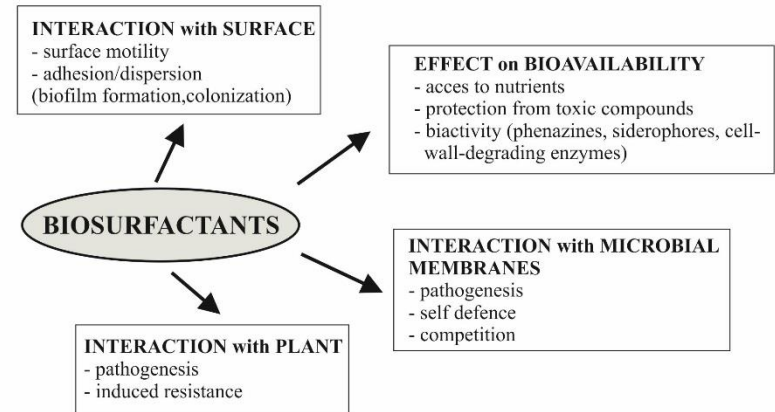 INTERACTION with SURFACE
- surface motility
- adhesion/dispersion
(biofilm formation,colonization)
EFFECT on BIOAVAILABILITY
- acces to nutrients
- protection from toxic compounds
- biactivity (phenazines, siderophores, cell-
wall-degrading enzymes)
BIOSURFACTANTS
INTERACTION with MICROBIAL
MEMBRANES
- pathogenesis
- self defence
- competition
INTERACTION with PLANT
- pathogenesis
- induced resistance